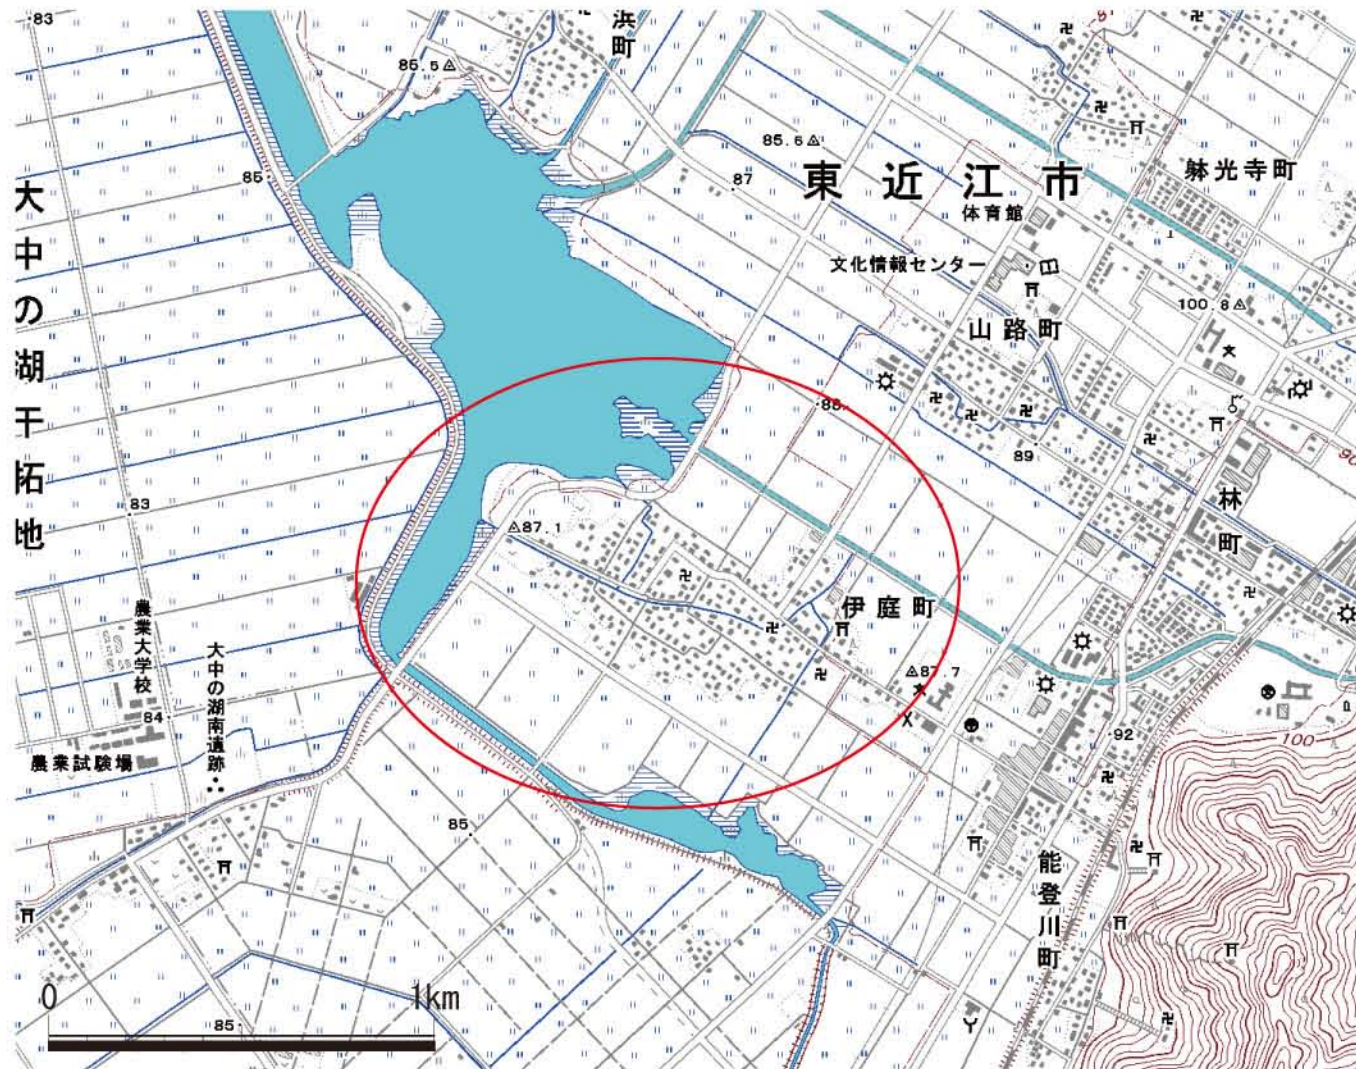 83
浜町
85.5
85.6
87
85
東近江市
体育館
躰光寺町
文化情報センター
100.8
山路町
大中の湖干拓地
88
89
90
83
87.1
林町
伊庭町
農業大学校
大中の湖南遺跡
87.7
84
92
100
農業試験場
85
能登川町
0
1km
85